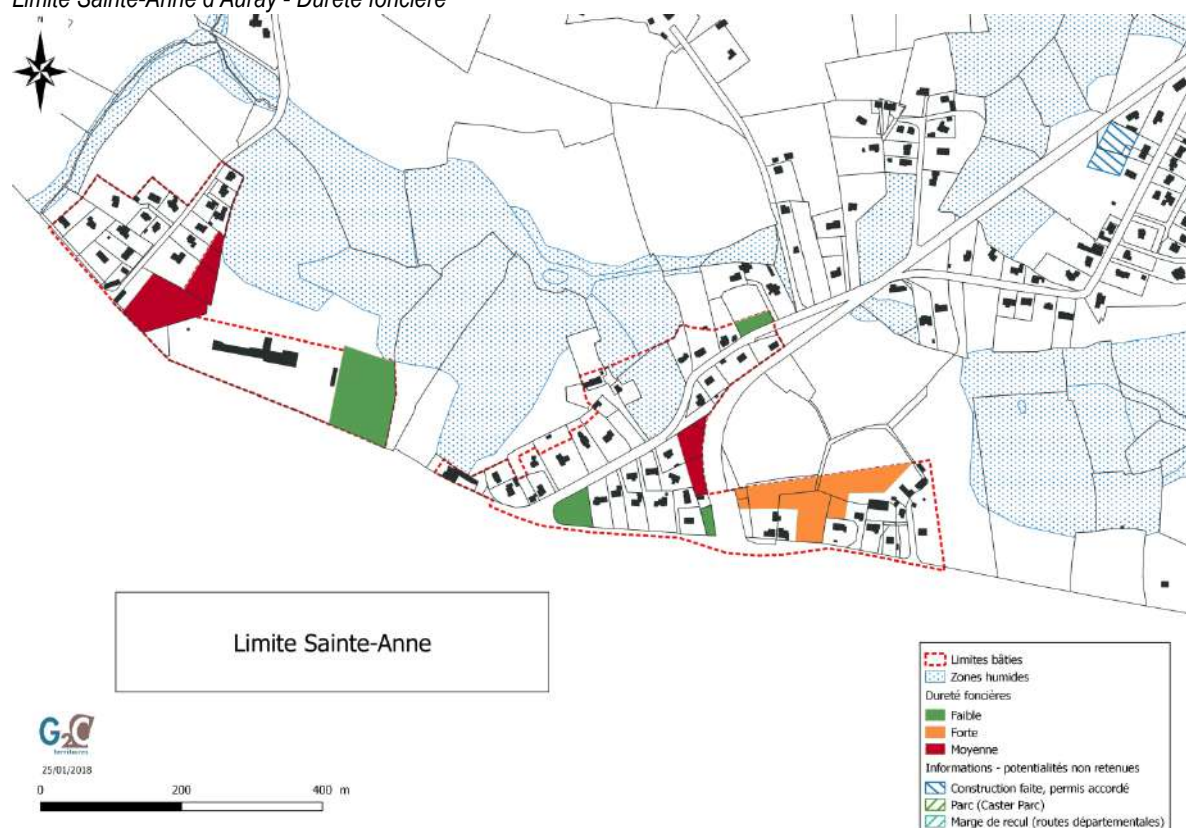 Limite Sainte-Anne d'Auray - Dureté foncière
N
Limite Sainte-Anne
G2C
territoires
25/01/2018
0 200 400 m
Limites bâties
Zones humides
Dureté foncières
Faible
Forte
Moyenne
Informations - potentialités non retenues
Construction faite, permis accordé
Parc (Caster Parc)
Marge de recul (routes départementales)